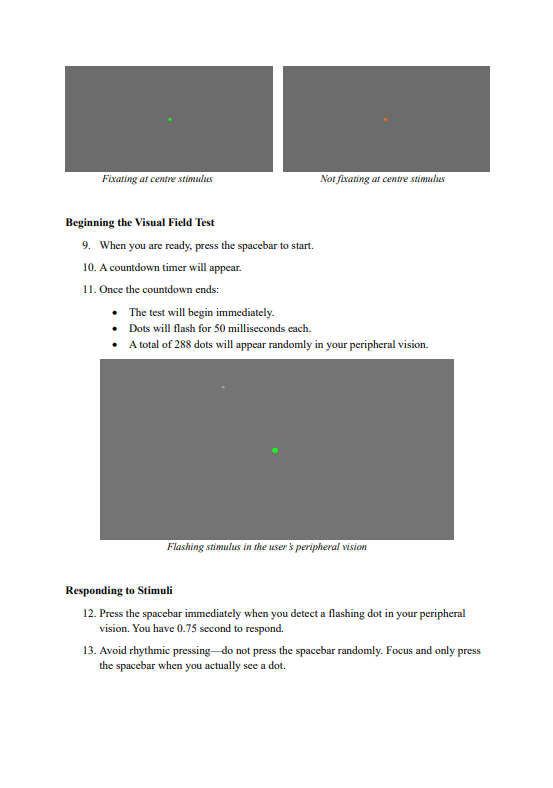 Fixating at centre stimulus
Not fixating at centre stimulus
Beginning the Visual Field Test
9. When you are ready, press the spacebar to start.
10. A countdown timer will appear.
11. Once the countdown ends:
• The test will begin immediately.
• Dots will flash for 50 milliseconds each.
• A total of 288 dots will appear randomly in your peripheral vision.
Flashing stimulus in the user's peripheral vision
Responding to Stimuli
12. Press the spacebar immediately when you detect a flashing dot in your peripheral
vision. You have 0.75 second to respond.
13. Avoid rhythmic pressing—do not press the spacebar randomly. Focus and only press
the spacebar when you actually see a dot.